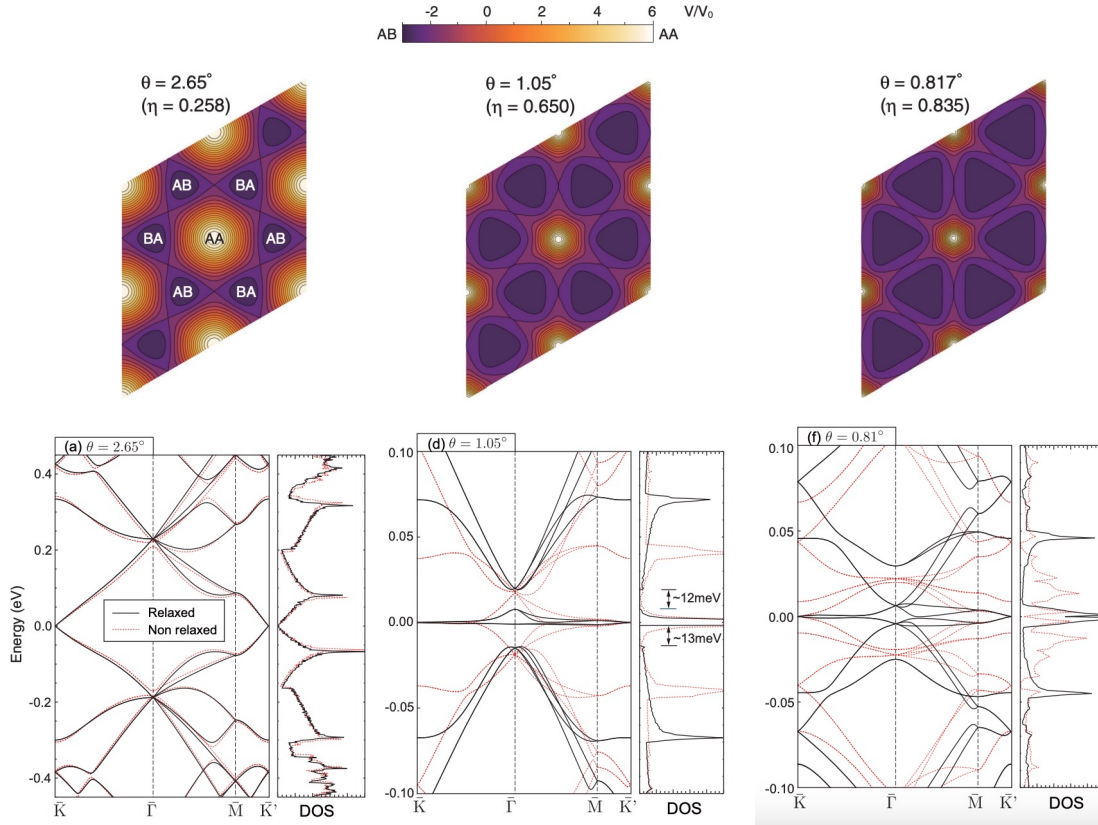 -2 0 2 4 6 V/V₀
AB AA
θ = 2.65°
(η = 0.258)
θ = 1.05°
(η = 0.650)
θ = 0.817°
(η = 0.835)
AB BA
BA AA AB
AB BA
(a) θ = 2.65°
0.4
0.2
0.0
-0.2
-0.4
Energy (eV)
Relaxed
Non relaxed
K̄ Γ̄ M̄ K̄' DOS
(d) θ = 1.05°
0.10
0.05
0.00
-0.05
-0.10
~12meV
~13meV
K̄ Γ̄ M̄ K̄' DOS
(f) θ = 0.81°
0.10
0.05
0.00
-0.05
-0.10
K̄ Γ̄ M̄ K̄' DOS